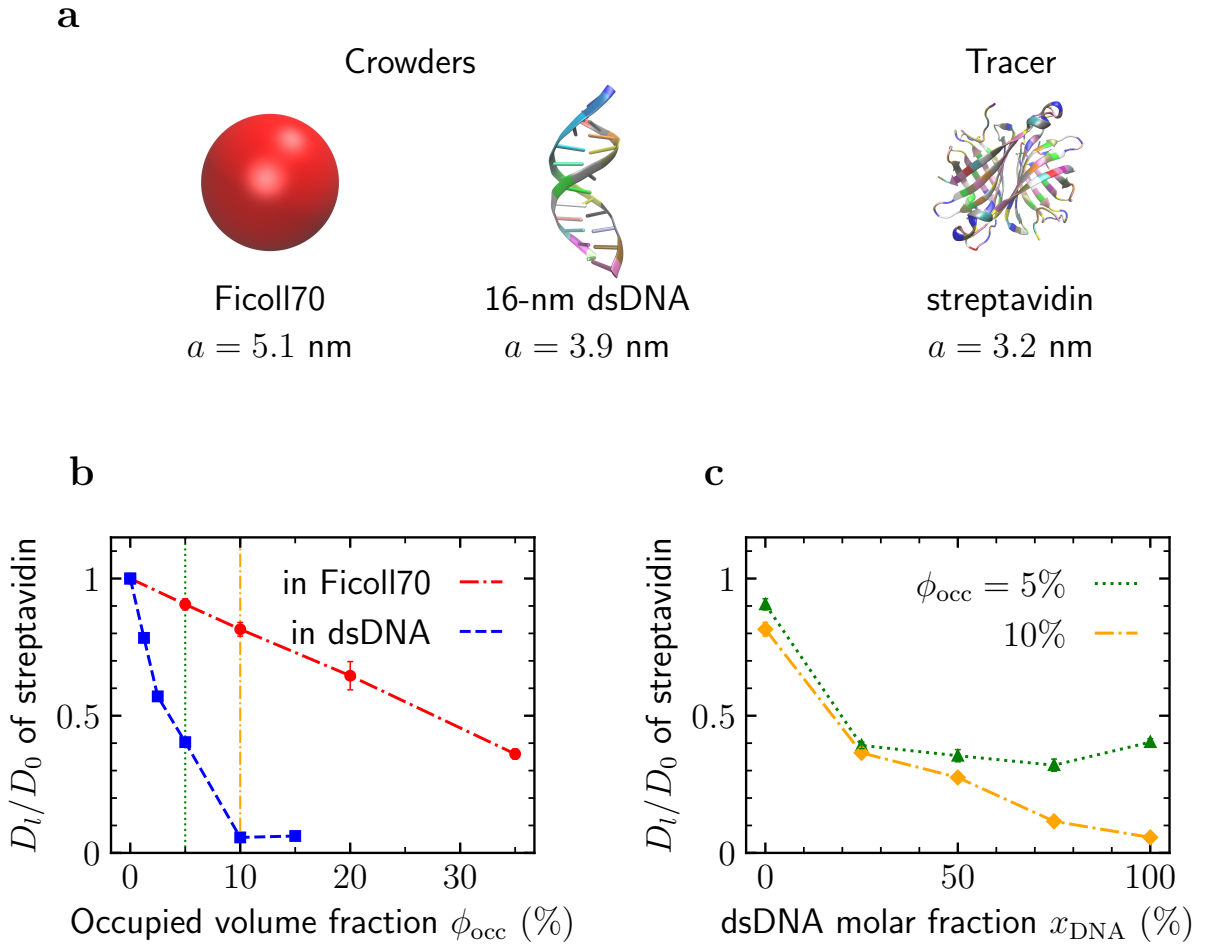 a
Crowders
Tracer
Ficoll70
16-nm dsDNA
streptavidin
a = 5.1 nm
a = 3.9 nm
a = 3.2 nm
b
D_l/D_0 of streptavidin
1
0.5
0
in Ficoll70
in dsDNA
0 10 20 30
Occupied volume fraction ϕ_occ (%)
c
D_l/D_0 of streptavidin
1
0.5
0
ϕ_occ = 5%
10%
0 50 100
dsDNA molar fraction x_DNA (%)